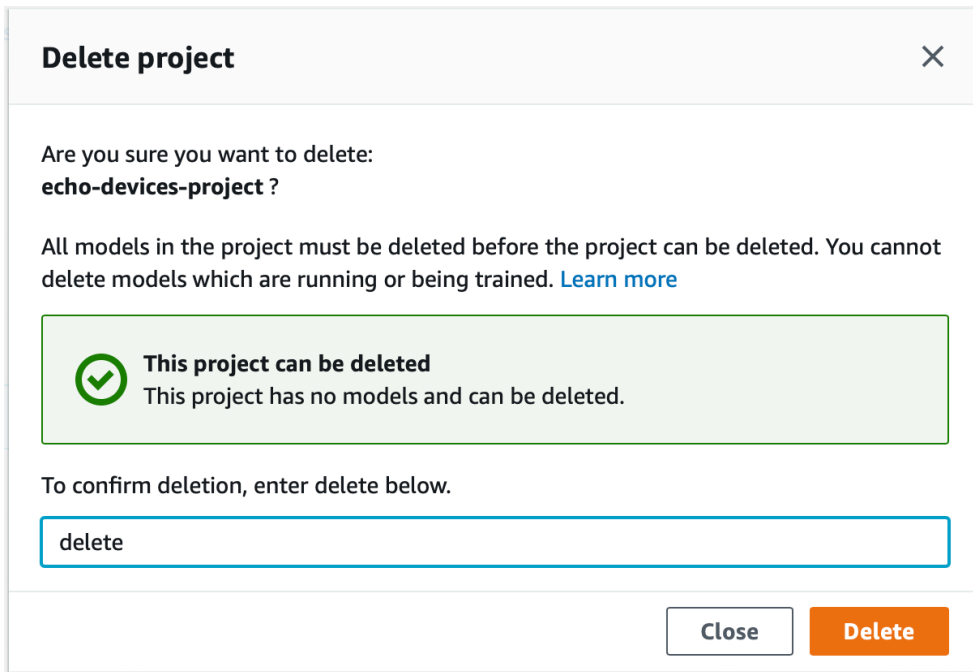 Delete project
Are you sure you want to delete:
echo-devices-project ?
All models in the project must be deleted before the project can be deleted. You cannot
delete models which are running or being trained. Learn more
This project can be deleted
This project has no models and can be deleted.
To confirm deletion, enter delete below.
delete
Close Delete